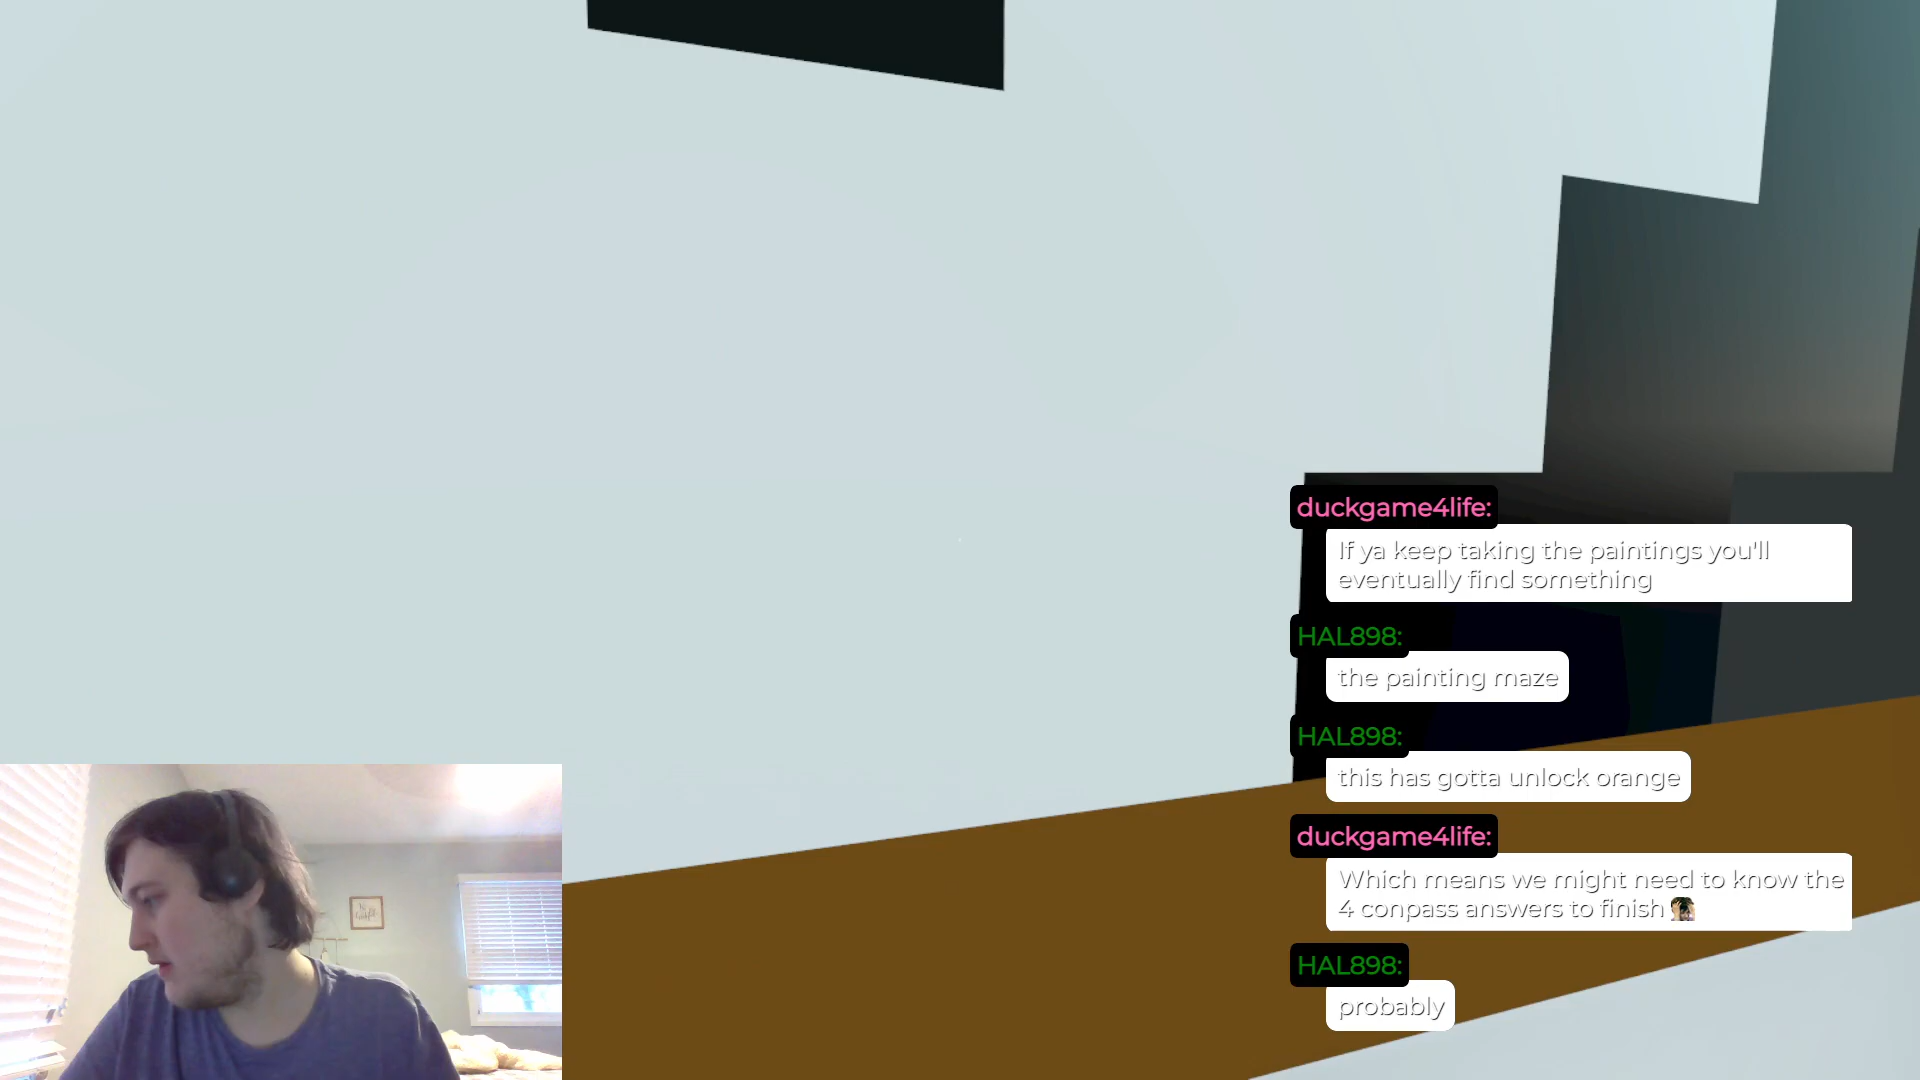 duckgame4life:
If ya keep taking the paintings you'll
eventually find something
HAL898:
the painting maze
HAL898:
this has gotta unlock orange
duckgame4life:
Which means we might need to know the
4 conpass answers to finish
HAL898:
probably